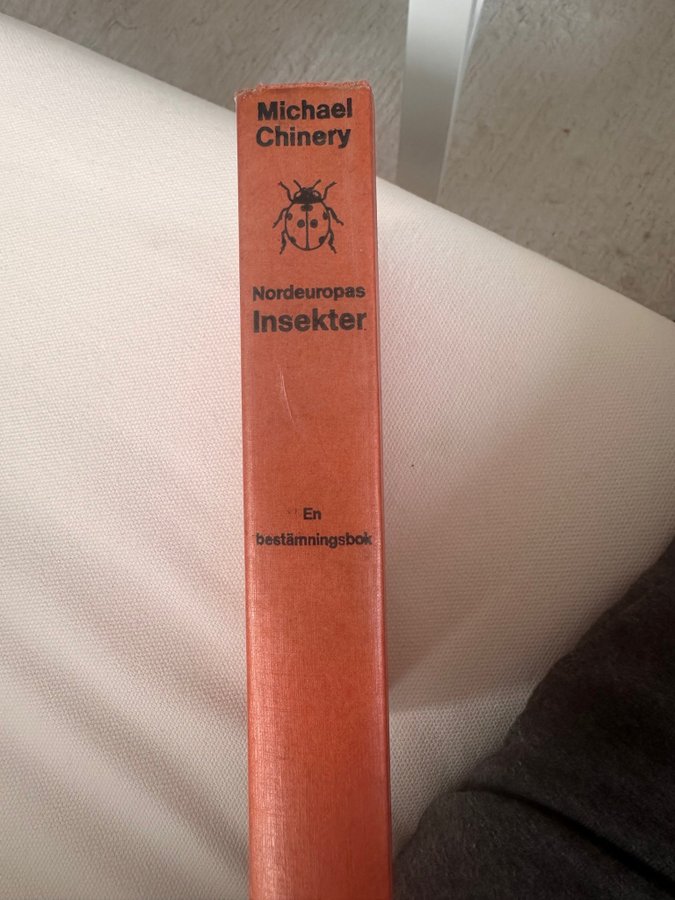 Michael
Chinery
Nordeuropas
Insekter
En
bestämningsbok